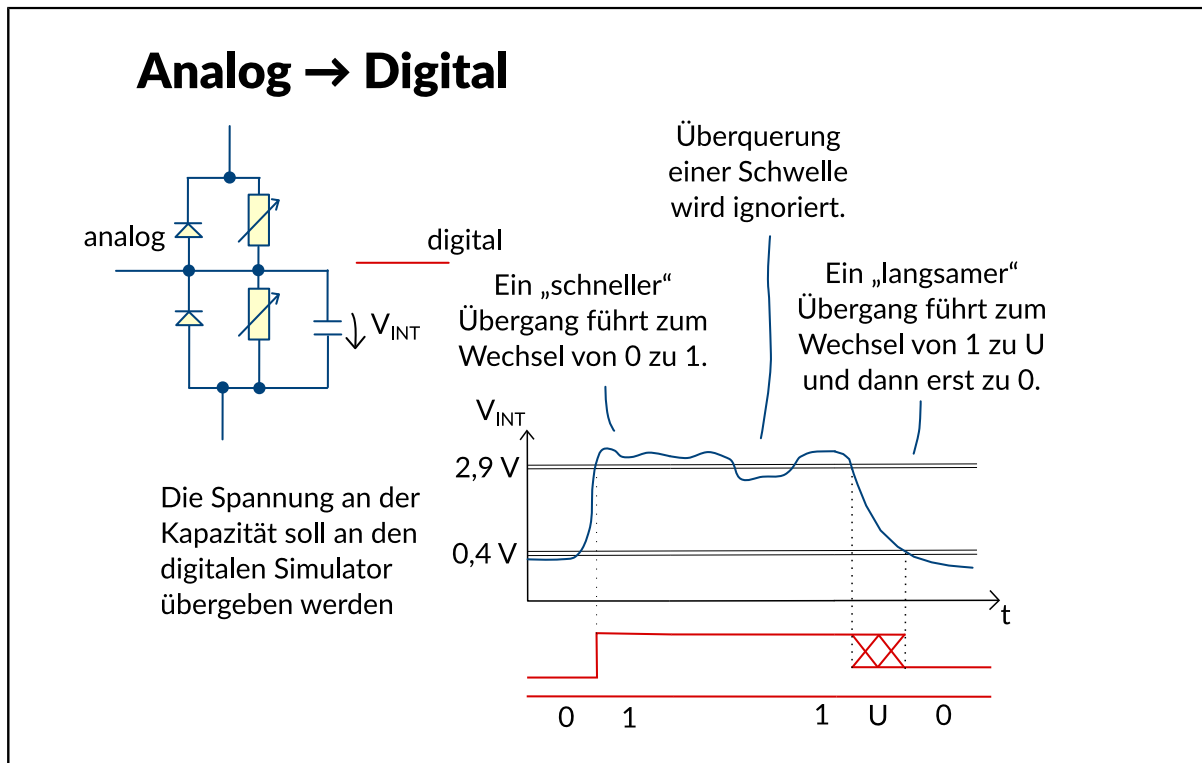 Analog → Digital
analog
digital
V_INT
Die Spannung an der
Kapazität soll an den
digitalen Simulator
übergeben werden
Überquerung
einer Schwelle
wird ignoriert.
Ein „schneller“
Übergang führt zum
Wechsel von 0 zu 1.
Ein „langsamer“
Übergang führt zum
Wechsel von 1 zu U
und dann erst zu 0.
V_INT
2,9 V
0,4 V
t
0 1 1 U 0